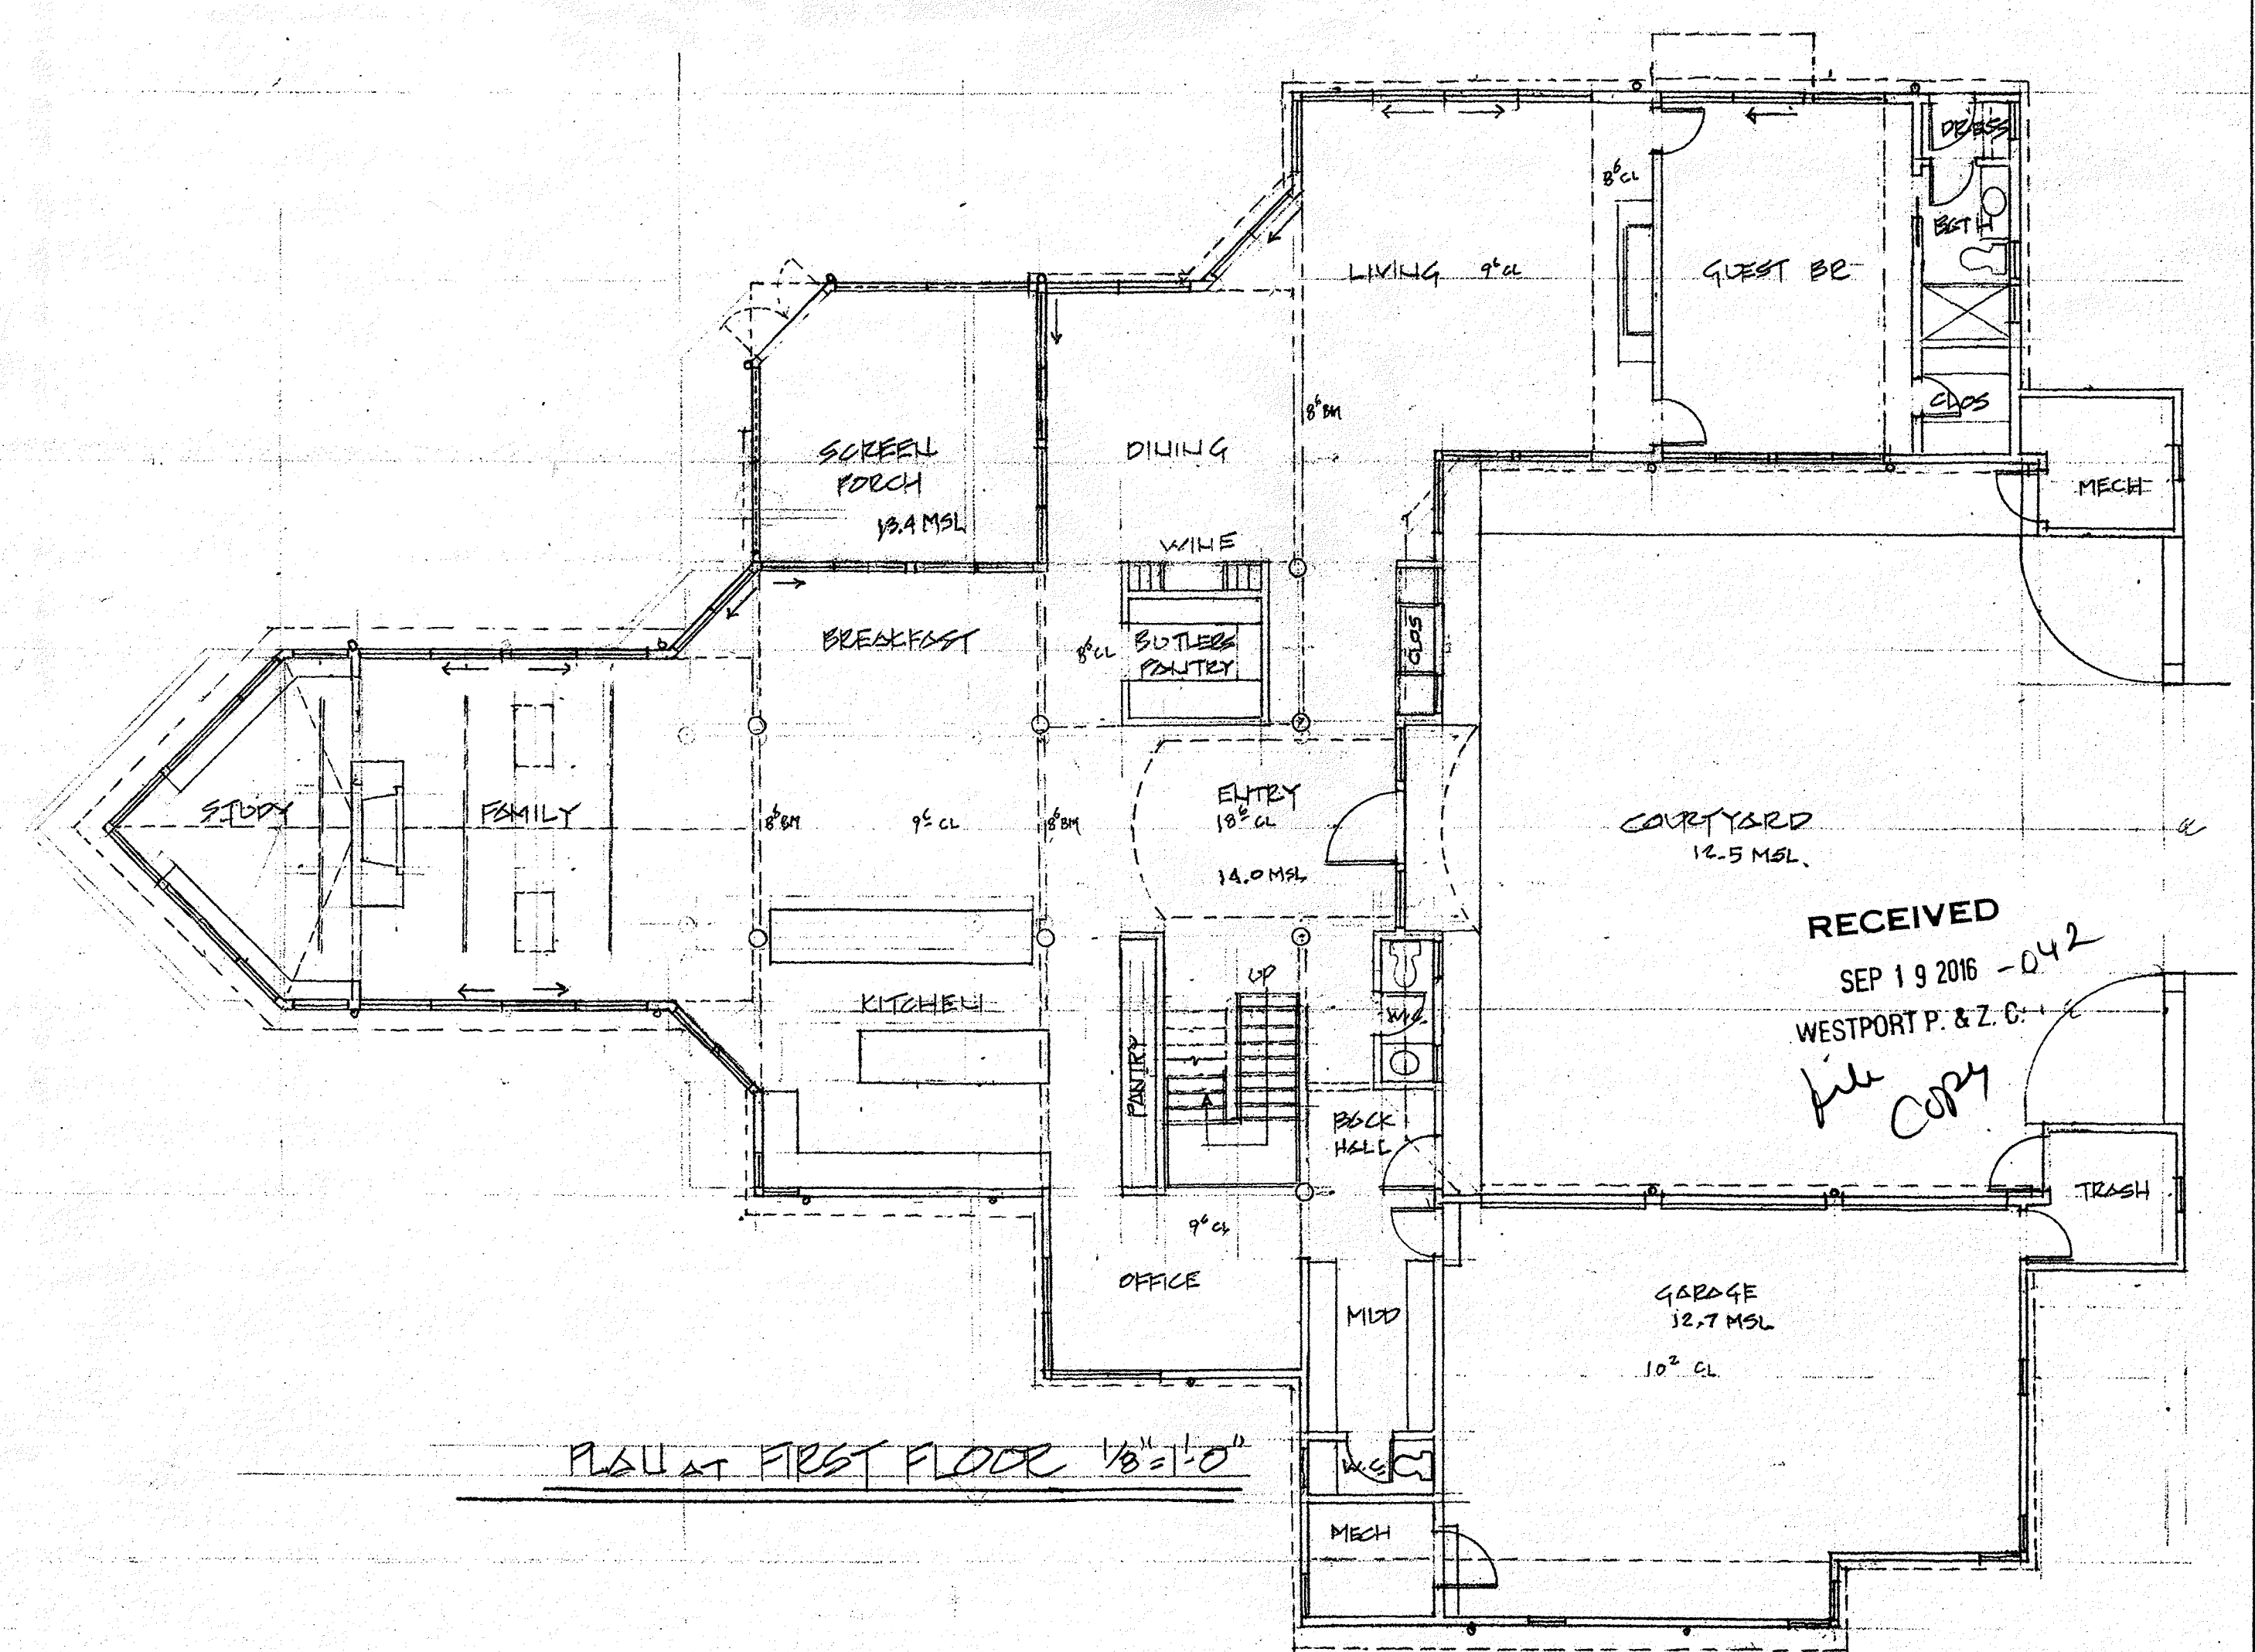 DRESS
8⁶ CL
BATH
LIVING 9⁶ CL
GUEST BR
CLOS
8⁶ BM
SCREEN
PORCH
13.4 MSL
DINING
MECH
WINE
BREAKFAST
8⁶ CL
BUTLERS
PANTRY
CLOS
STUDY
FAMILY
8⁶ BM
9⁶ CL
8⁶ BM
ENTRY
18⁶ CL
14.0 MSL
COURTYARD
12.5 MSL.
RECEIVED
SEP 19 2016 -042
WESTPORT P. & Z. C.
file
Copy
KITCHEN
UP
W.C.
PANTRY
BACK
HALL
TRASH
9⁶ CL
OFFICE
MUD
GARAGE
12.7 MSL
10² CL
PLAN AT FIRST FLOOR 1/8"=1'-0"
W.C.
MECH